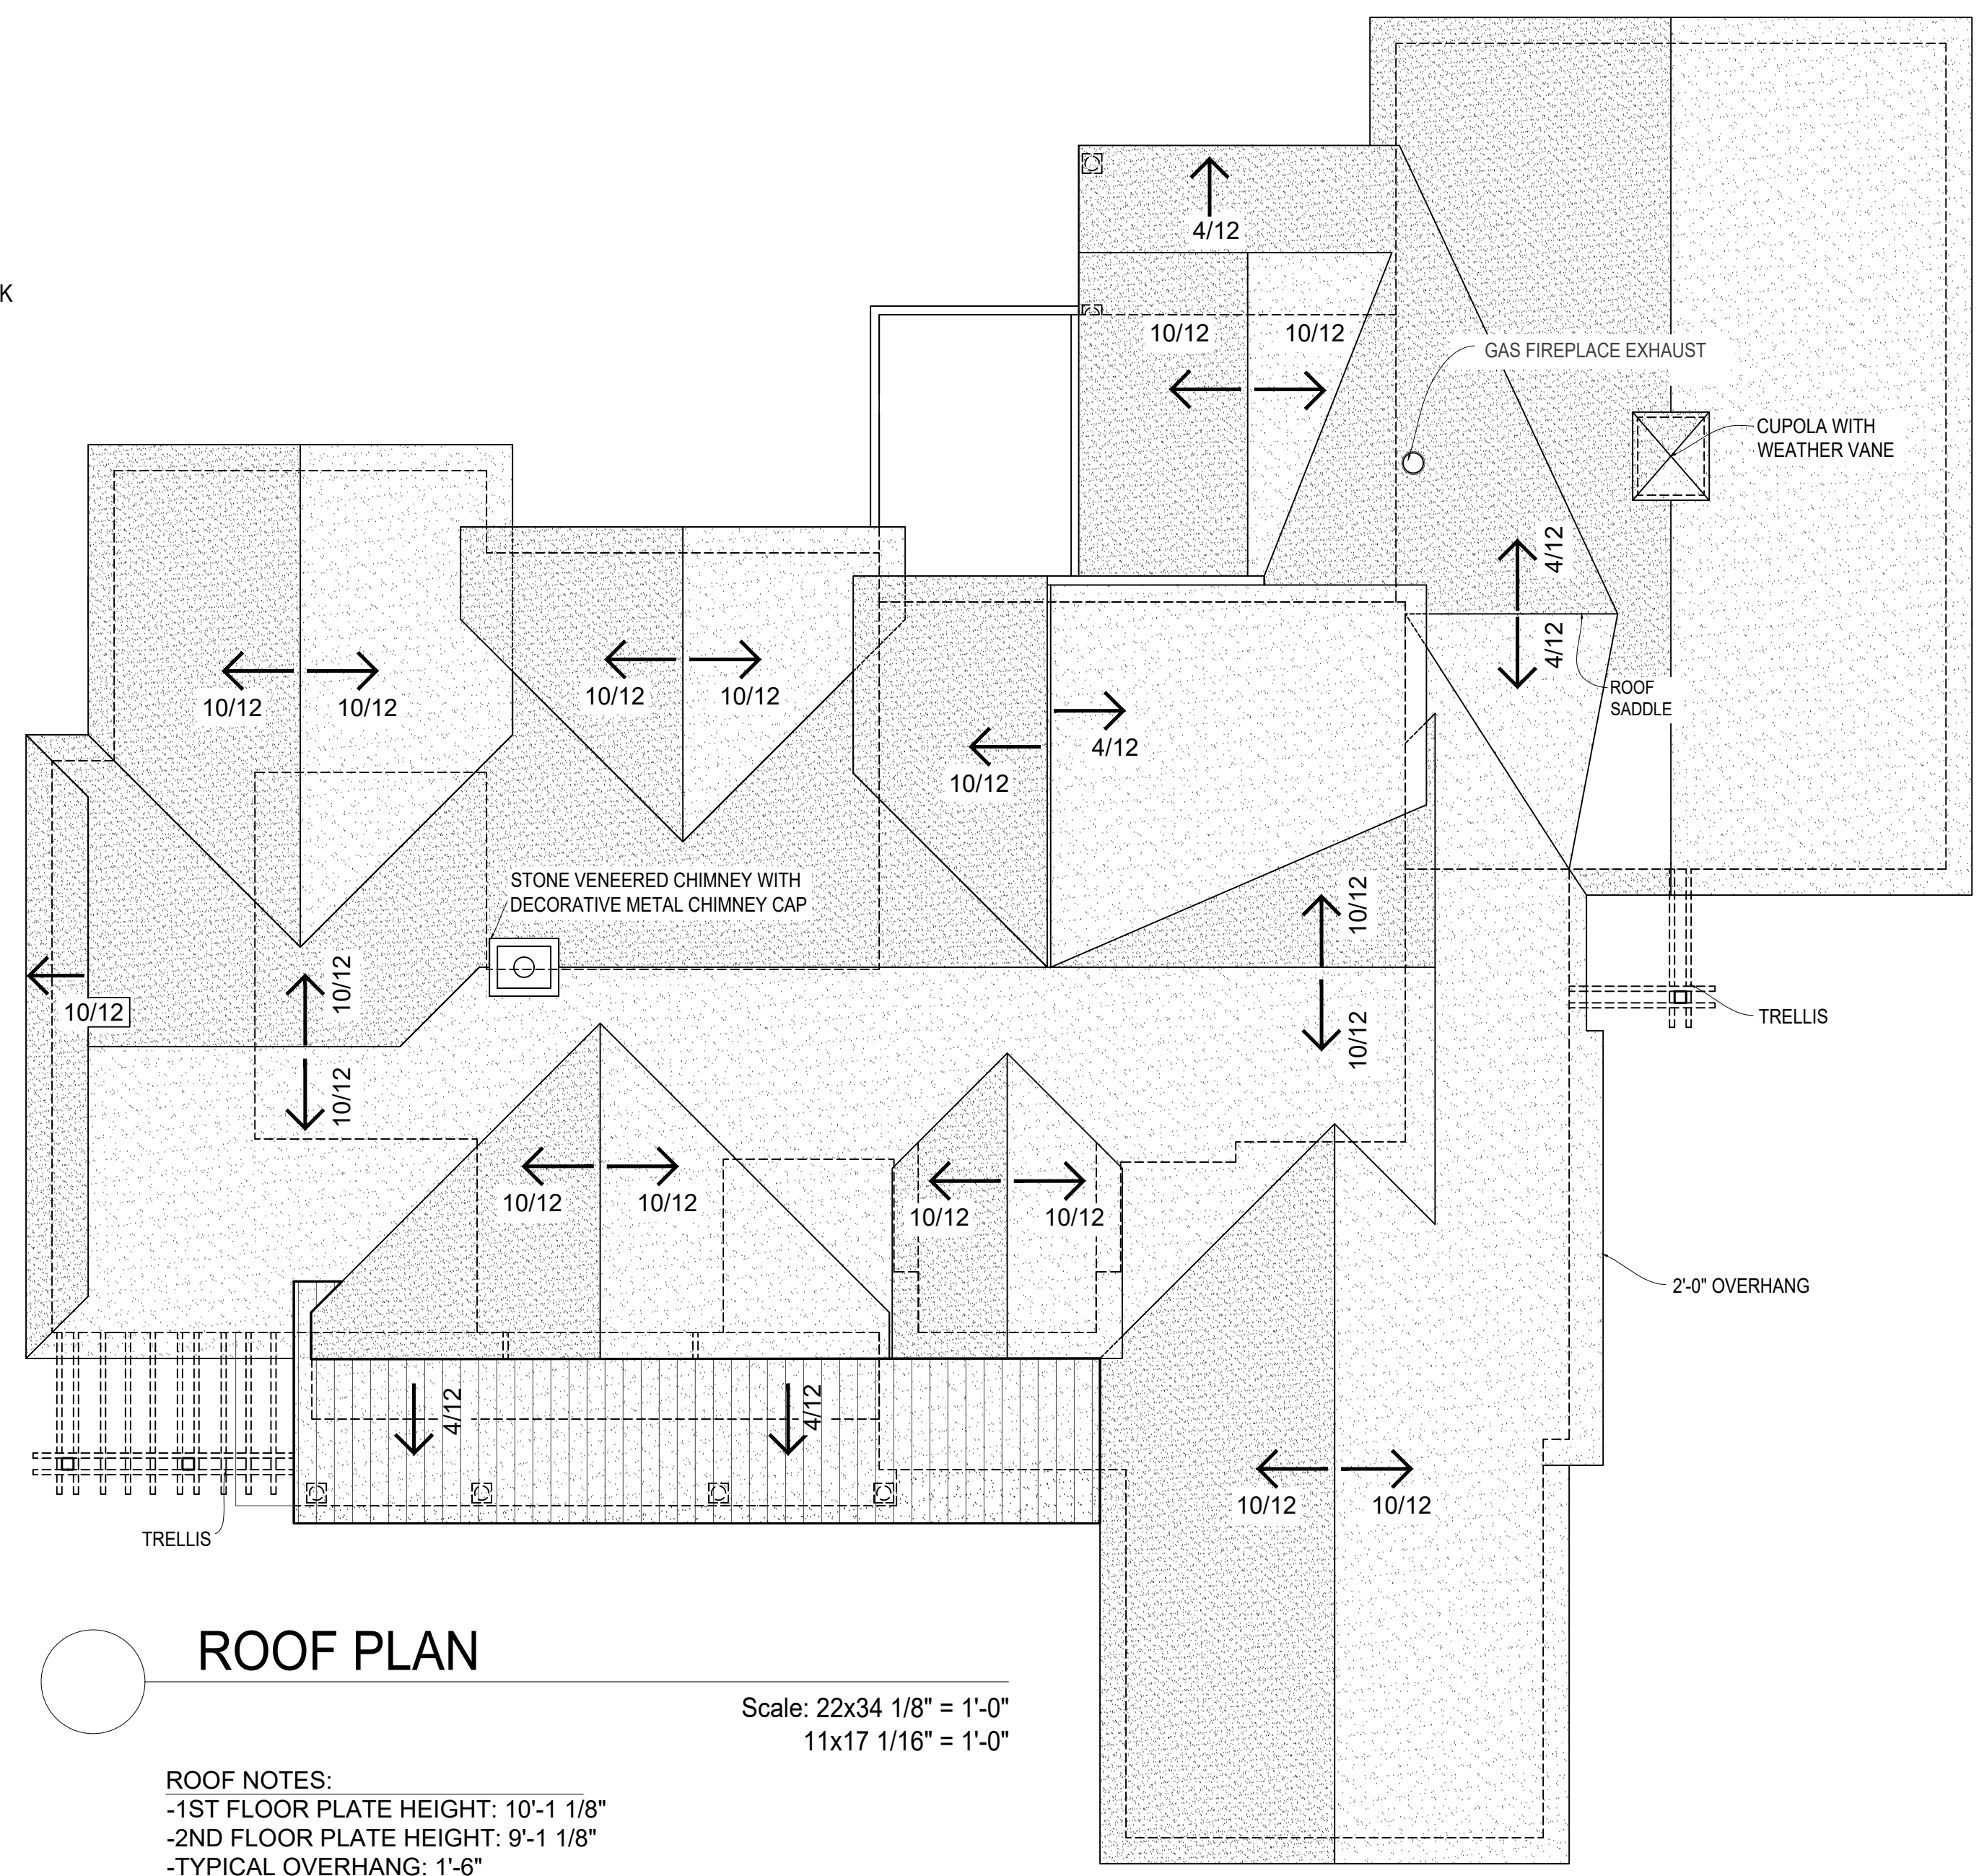 K
4/12
10/12 10/12
GAS FIREPLACE EXHAUST
CUPOLA WITH
WEATHER VANE
4/12
4/12
ROOF
SADDLE
10/12 10/12
10/12 10/12
4/12
10/12
STONE VENEERED CHIMNEY WITH
DECORATIVE METAL CHIMNEY CAP
10/12
10/12
10/12
10/12
10/12
TRELLIS
10/12 10/12
10/12 10/12
2'-0" OVERHANG
4/12
4/12
10/12 10/12
TRELLIS
ROOF PLAN
Scale: 22x34 1/8" = 1'-0"
11x17 1/16" = 1'-0"
ROOF NOTES:
-1ST FLOOR PLATE HEIGHT: 10'-1 1/8"
-2ND FLOOR PLATE HEIGHT: 9'-1 1/8"
-TYPICAL OVERHANG: 1'-6"